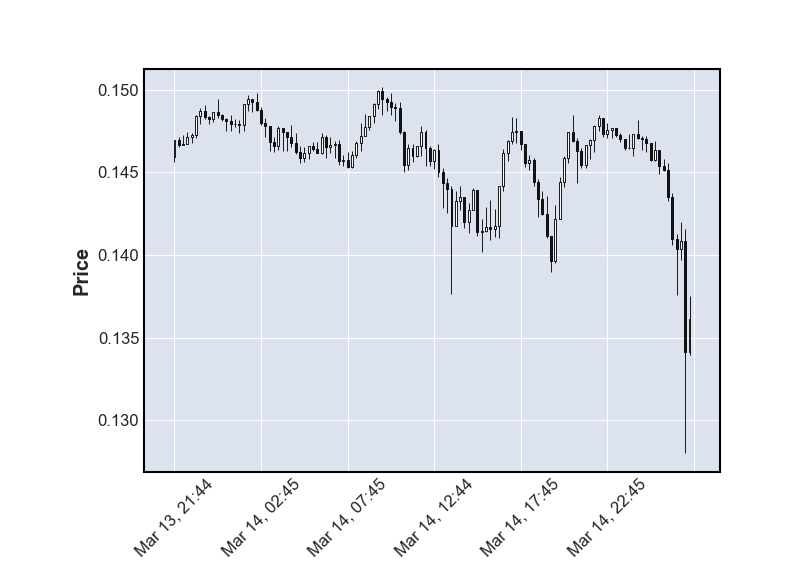 0.150
0.145
0.140
0.135
0.130
Price
Mar 13, 21:44
Mar 14, 02:45
Mar 14, 07:45
Mar 14, 12:44
Mar 14, 17:45
Mar 14, 22:45